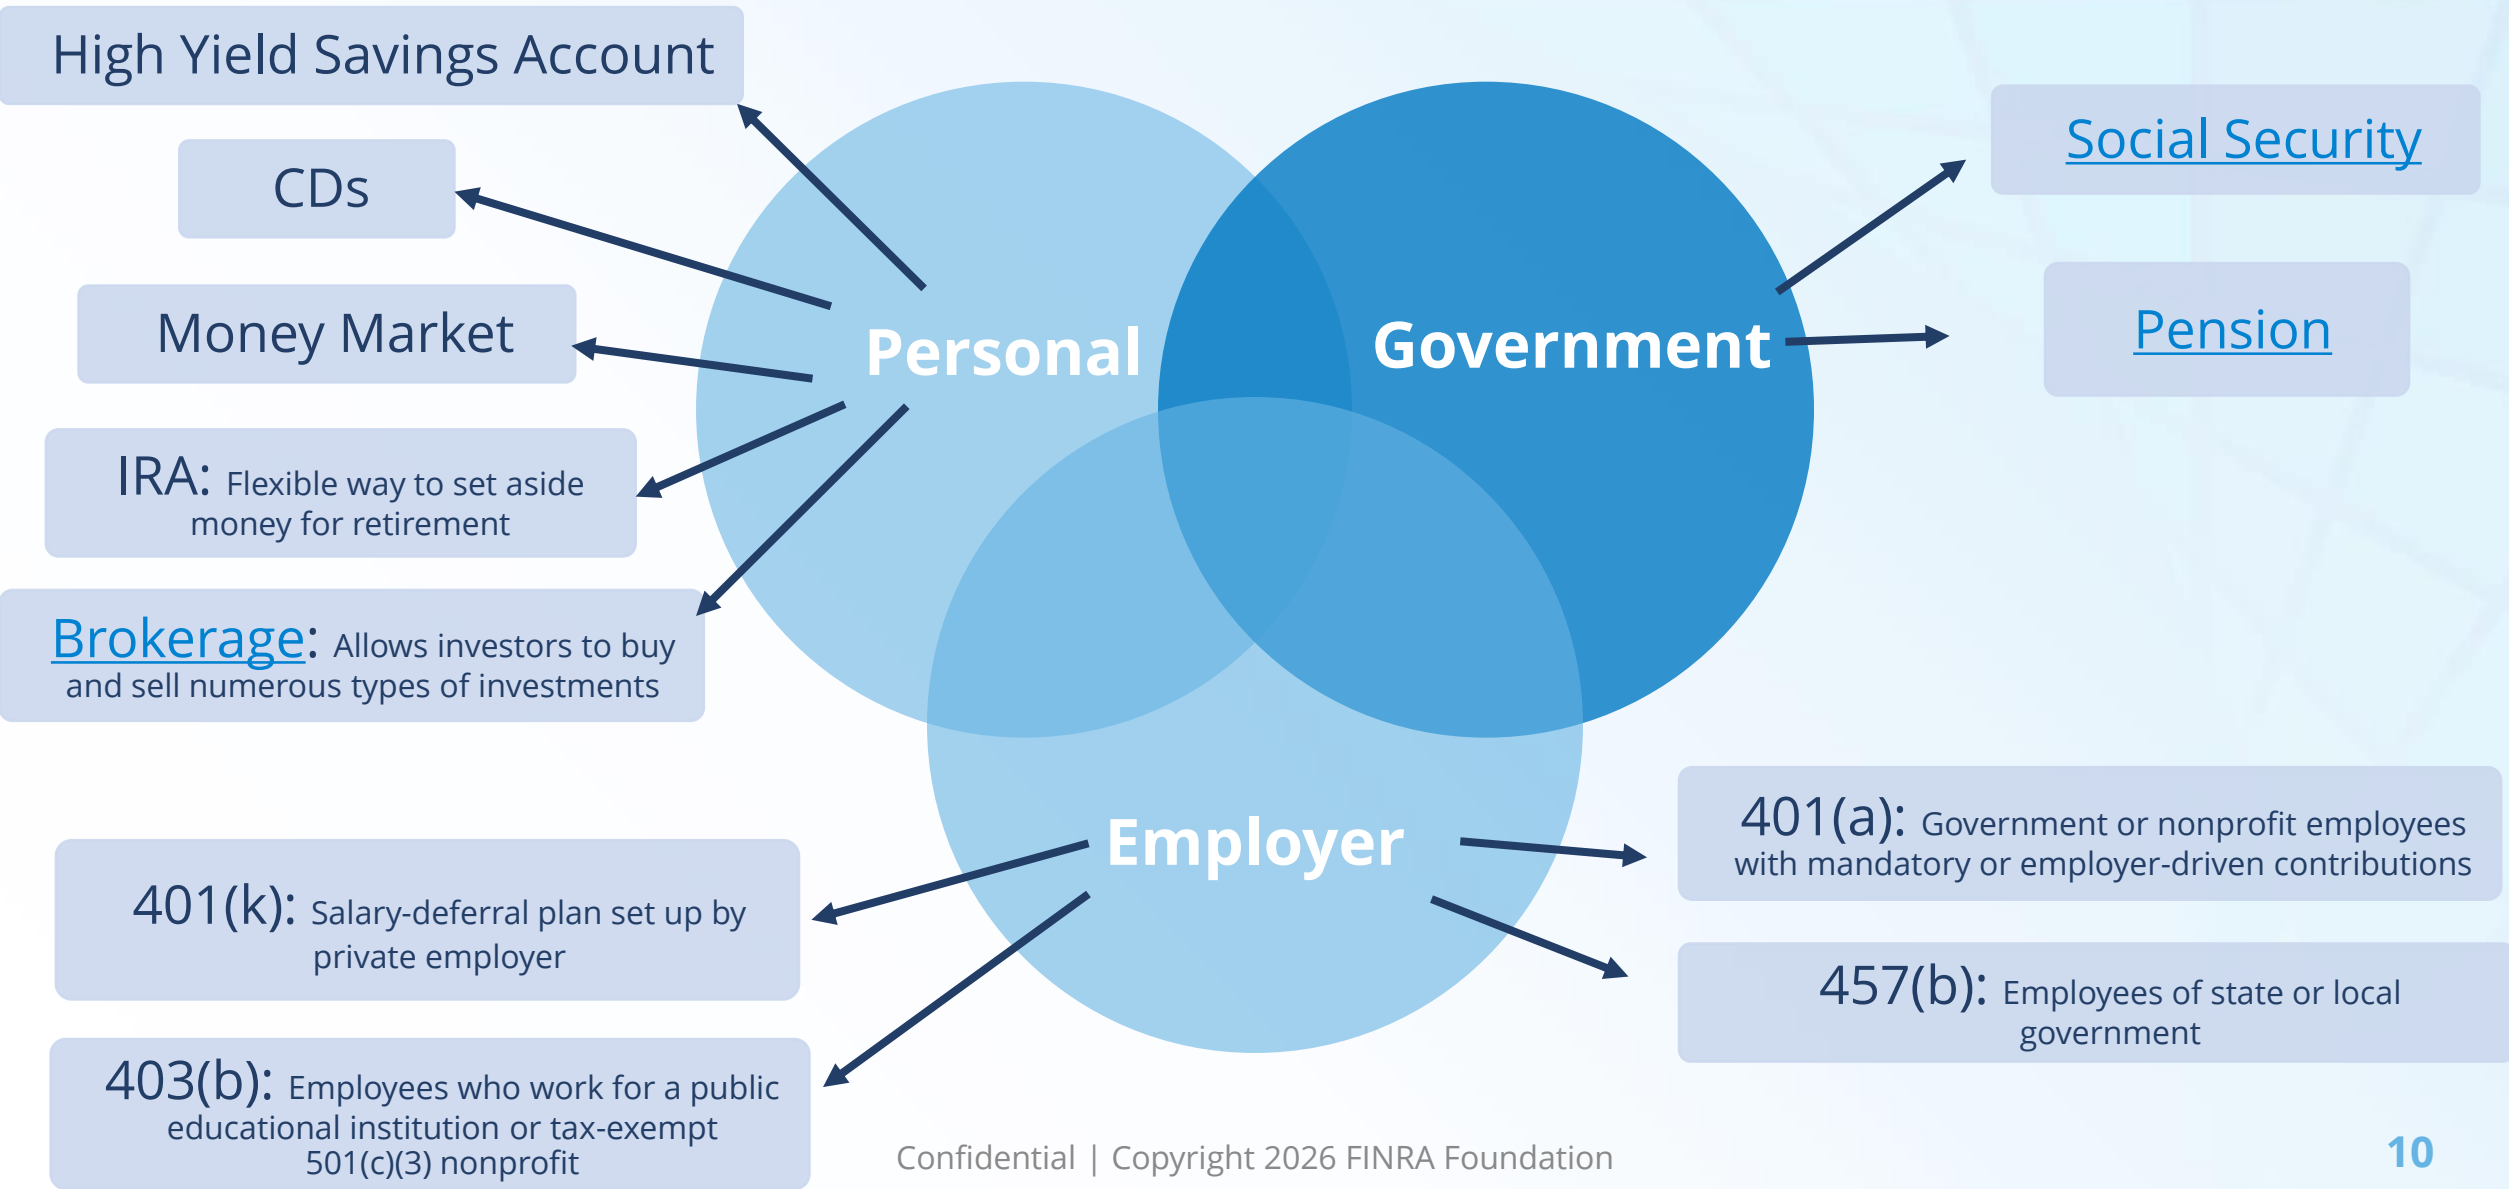 High Yield Savings Account
CDs
Money Market
IRA: Flexible way to set aside
money for retirement
Brokerage: Allows investors to buy
and sell numerous types of investments
Personal
Government
Social Security
Pension
Employer
401(k): Salary-deferral plan set up by
private employer
403(b): Employees who work for a public
educational institution or tax-exempt
501(c)(3) nonprofit
401(a): Government or nonprofit employees
with mandatory or employer-driven contributions
457(b): Employees of state or local
government
Confidential | Copyright 2026 FINRA Foundation
10